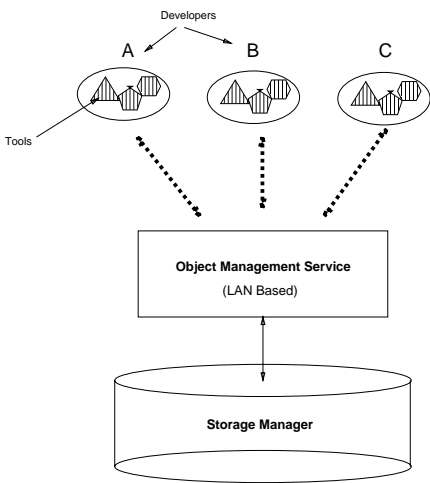 Developers
A B C
Tools
Object Management Service
(LAN Based)
Storage Manager